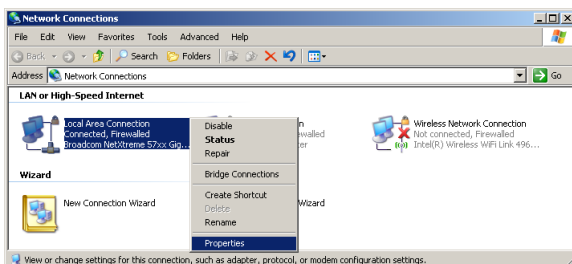 Network Connections
File Edit View Favorites Tools Advanced Help
Back Search Folders
Address Network Connections Go
LAN or High-Speed Internet
Local Area Connection
Connected, Firewalled
Broadcom NetXtreme 57xx Gig...
Disable
Status
Repair
Bridge Connections
Create Shortcut
Delete
Rename
Properties
Wireless Network Connection
Not connected, Firewalled
Intel(R) Wireless WiFi Link 496...
Wizard
New Connection Wizard
Wizard
View or change settings for this connection, such as adapter, protocol, or modem configuration settings.